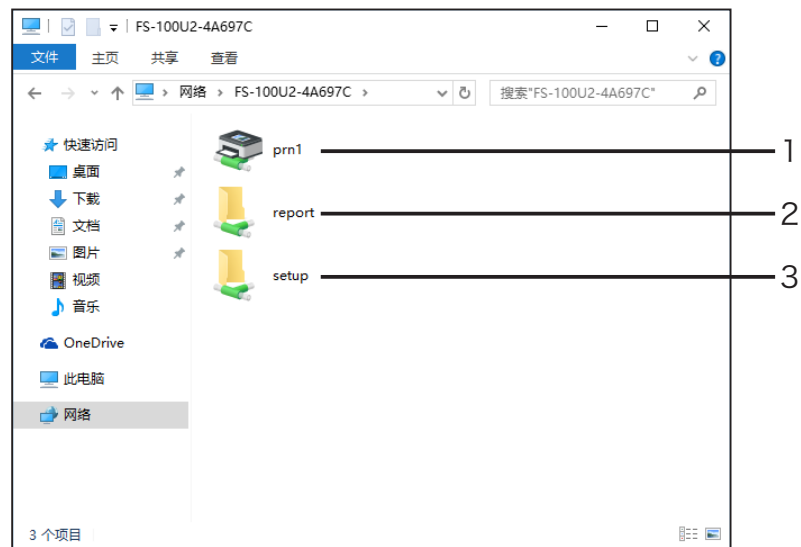 FS-100U2-4A697C
文件 主页 共享 查看
网络 FS-100U2-4A697C 搜索"FS-100U2-4A697C"
快速访问
桌面
下载
文档
图片
视频
音乐
OneDrive
此电脑
网络
prn1 1
report 2
setup 3
3 个项目